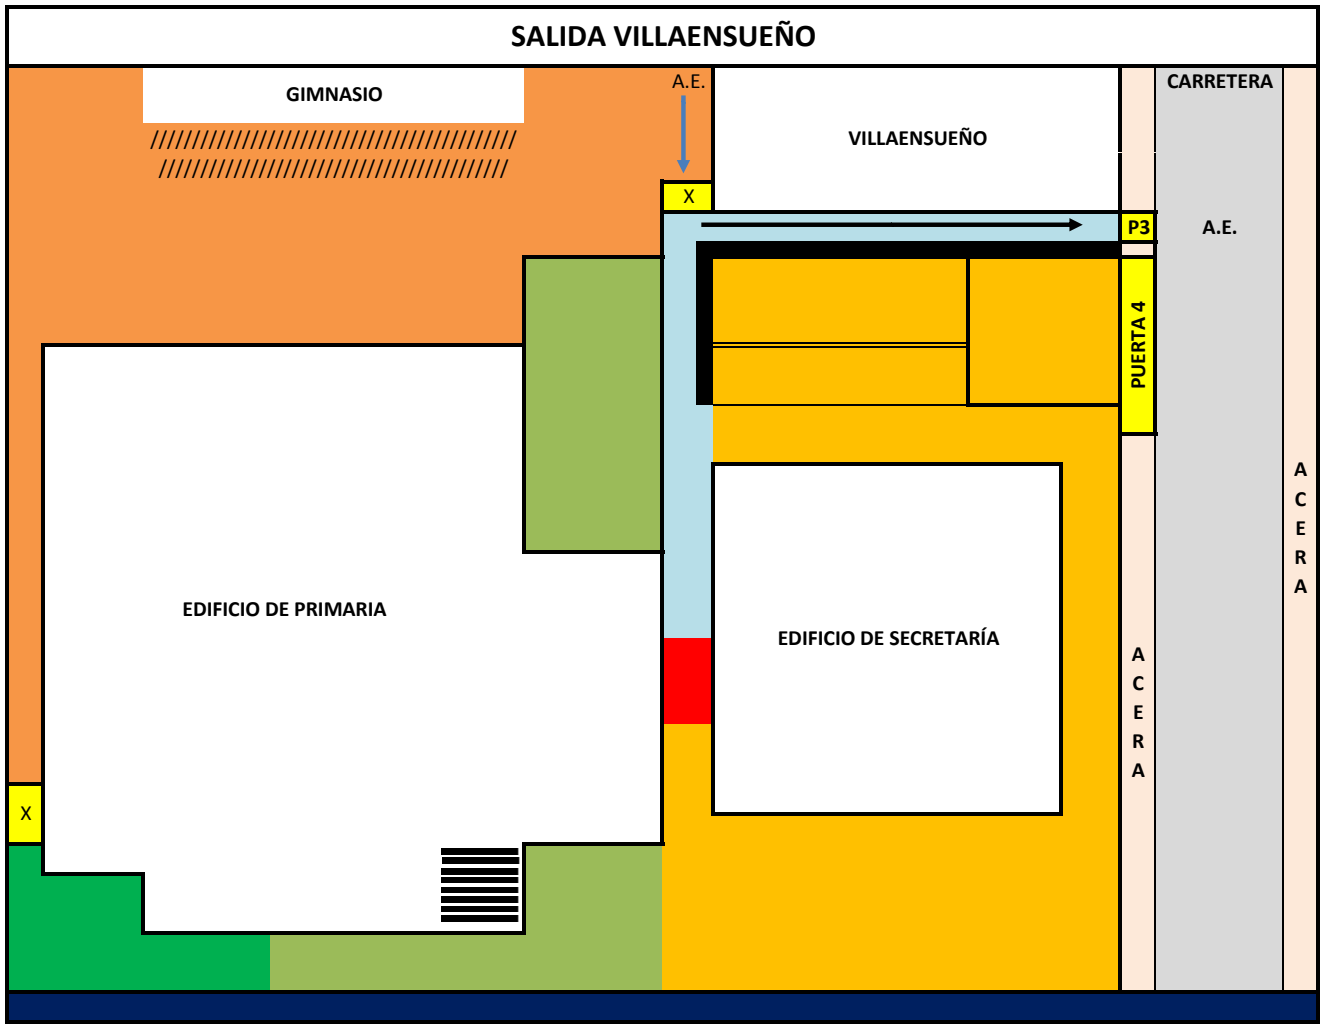 SALIDA VILLAENSUEÑO
GIMNASIO
////////////////////////////////////////////
//////////////////////////////////////////
A.E.
VILLAENSUEÑO
CARRETERA
X
P3
A.E.
PUERTA 4
A
C
E
R
A
EDIFICIO DE PRIMARIA
EDIFICIO DE SECRETARÍA
A
C
E
R
A
X